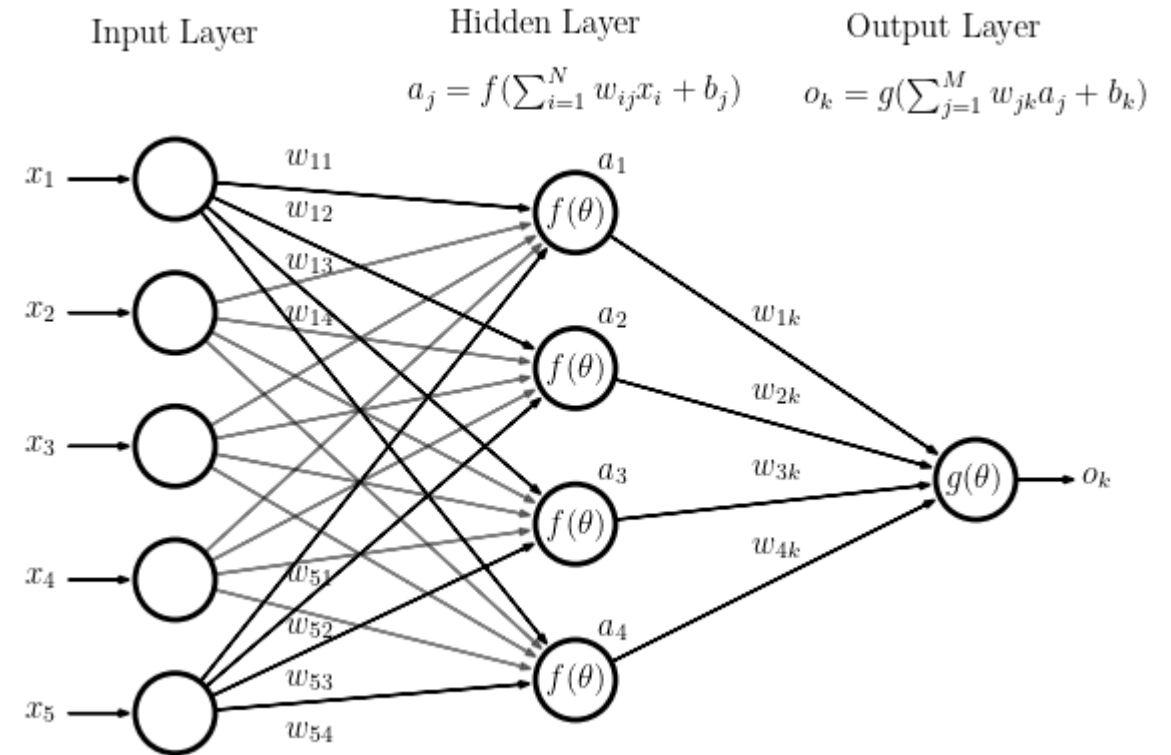 Input Layer
Hidden Layer
Output Layer
a_j = f(∑_{i=1}^{N} w_{ij}x_i + b_j)
o_k = g(∑_{j=1}^{M} w_{jk}a_j + b_k)
x_1
x_2
x_3
x_4
x_5
w_{11}
w_{12}
w_{13}
w_{14}
w_{51}
w_{52}
w_{53}
w_{54}
a_1
f(θ)
a_2
f(θ)
a_3
f(θ)
a_4
f(θ)
w_{1k}
w_{2k}
w_{3k}
w_{4k}
g(θ)
o_k